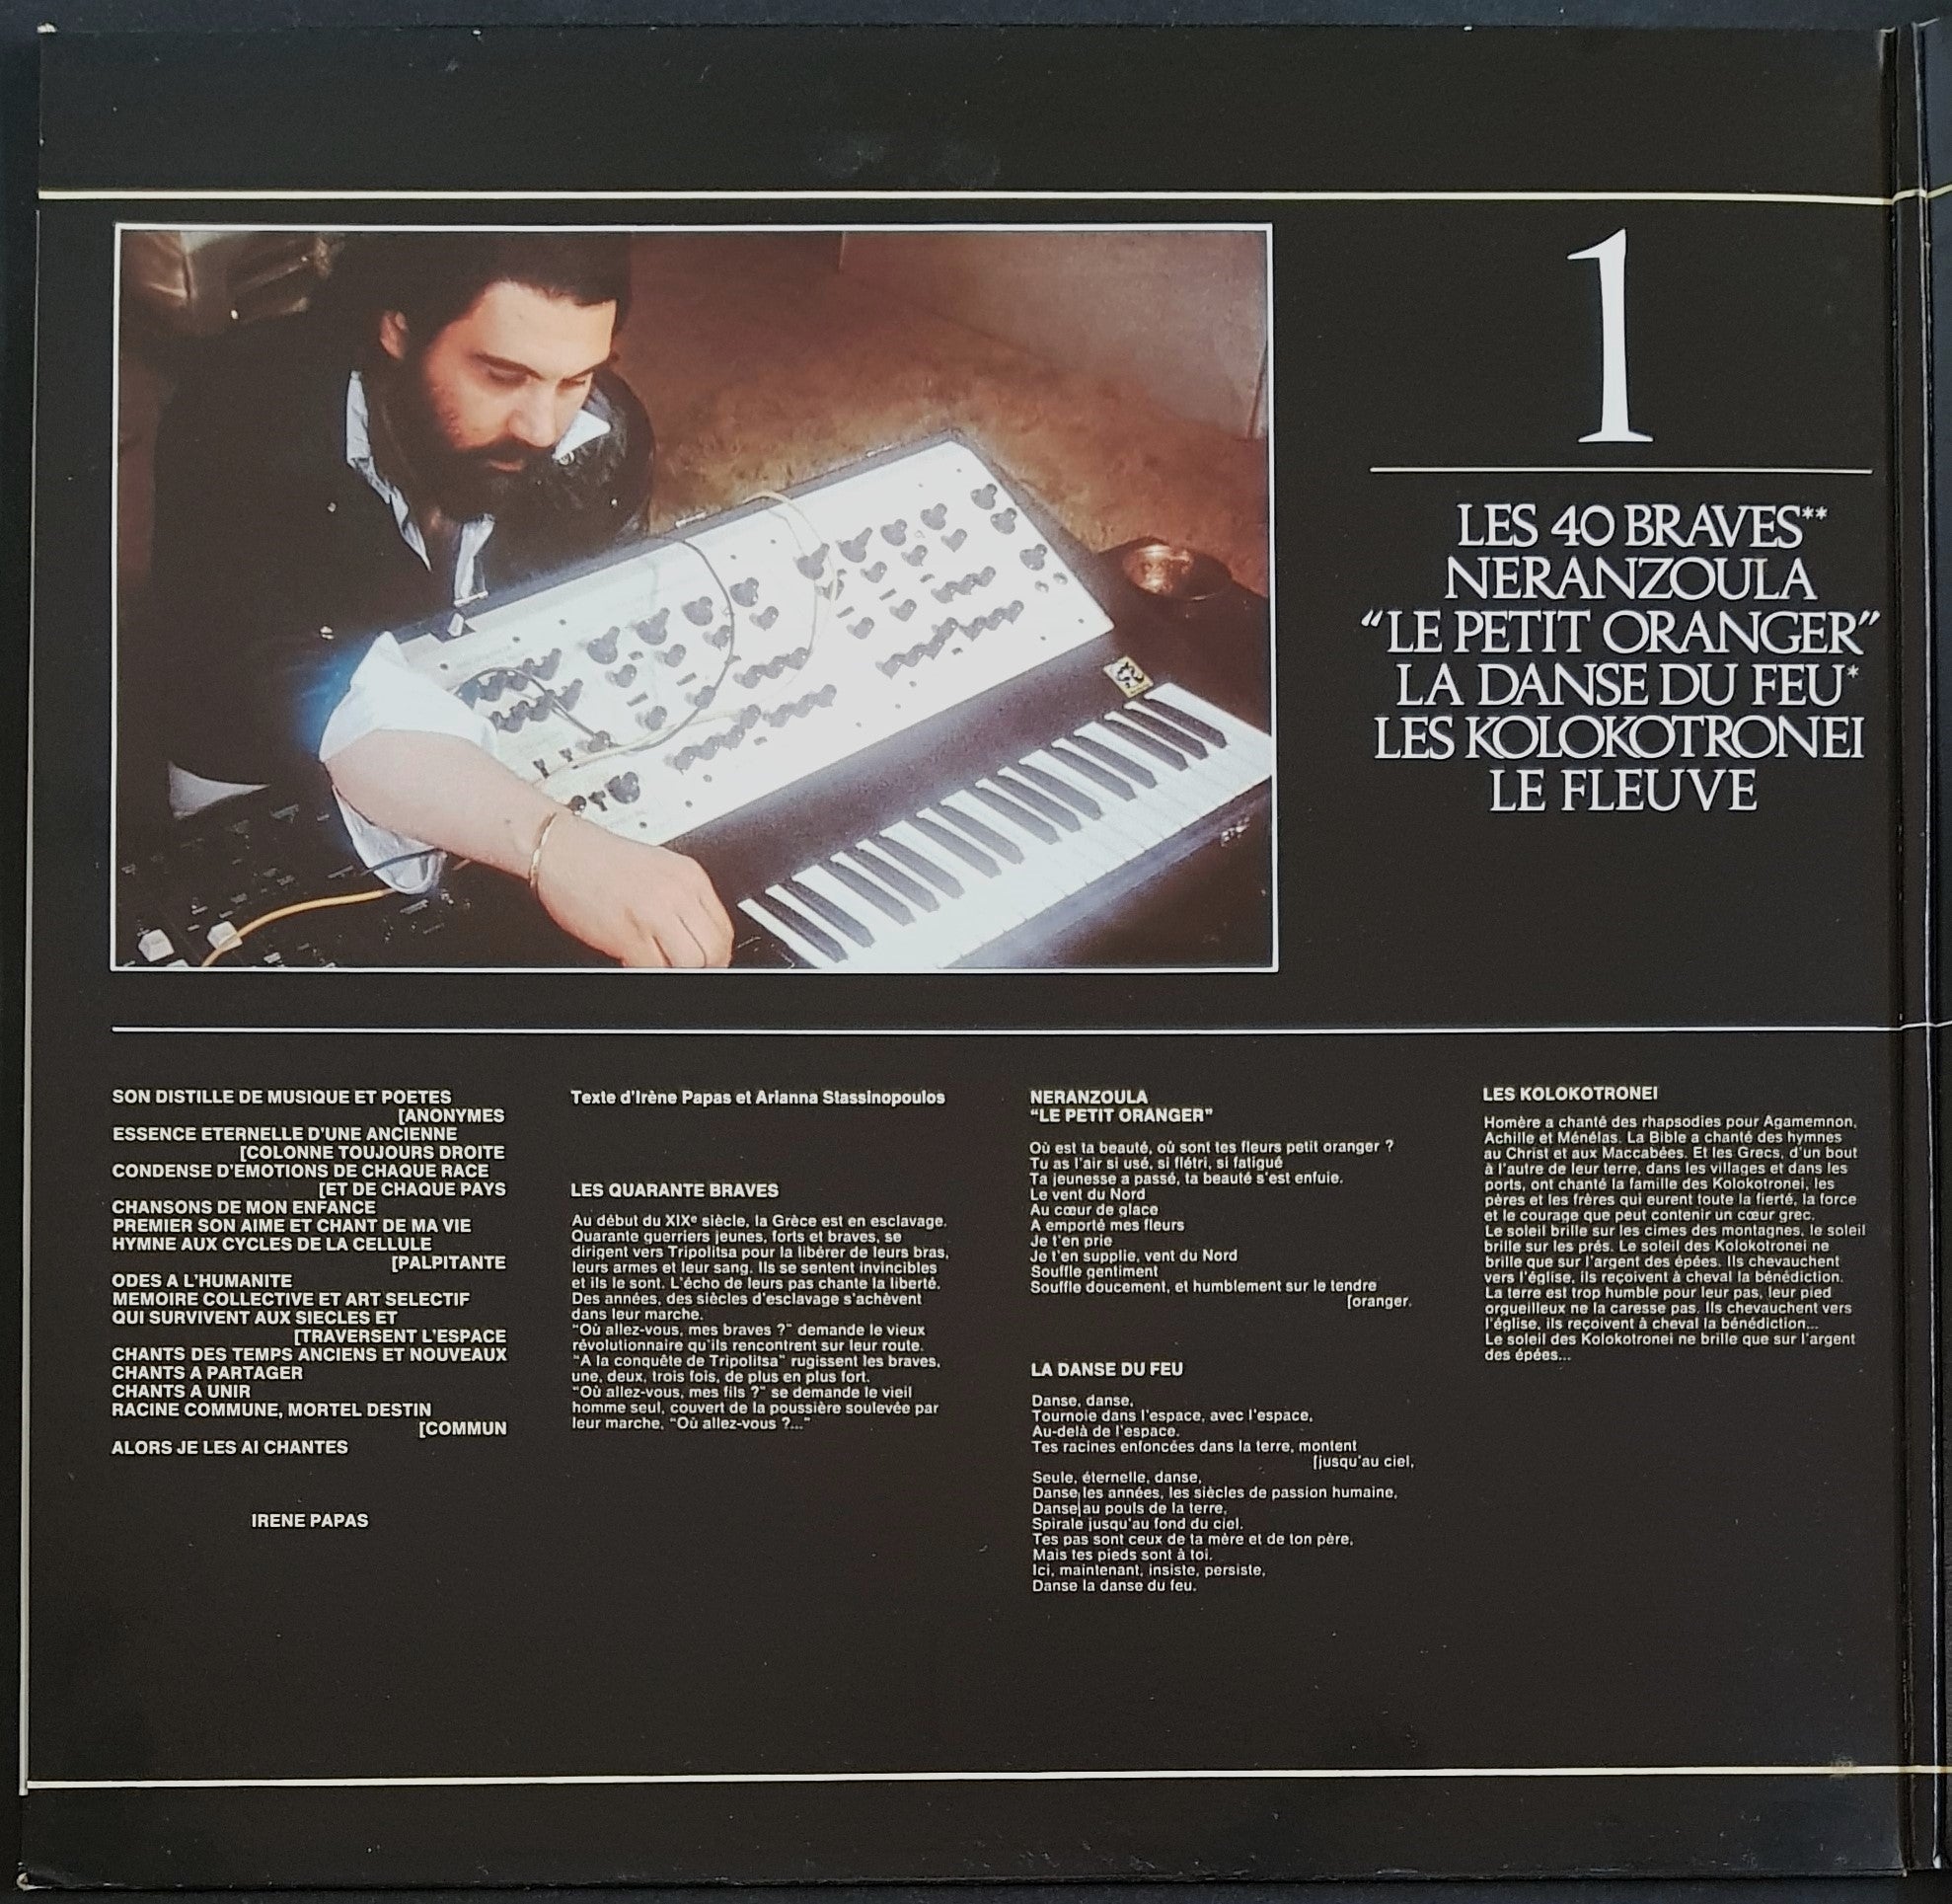 1
LES 40 BRAVES**
NERANZOULA
“LE PETIT ORANGER”
LA DANSE DU FEU*
LES KOLOKOTRONEI
LE FLEUVE
SON DISTILLE DE MUSIQUE ET POETES
[ANONYMES
ESSENCE ETERNELLE D'UNE ANCIENNE
[COLONNE TOUJOURS DROITE
CONDENSE D'EMOTIONS DE CHAQUE RACE
[ET DE CHAQUE PAYS
CHANSONS DE MON ENFANCE
PREMIER SON AIME ET CHANT DE MA VIE
HYMNE AUX CYCLES DE LA CELLULE
[PALPITANTE
ODES A L'HUMANITE
MEMOIRE COLLECTIVE ET ART SELECTIF
QUI SURVIVENT AUX SIECLES ET
[TRAVERSENT L'ESPACE
CHANTS DES TEMPS ANCIENS ET NOUVEAUX
CHANTS A PARTAGER
CHANTS A UNIR
RACINE COMMUNE, MORTEL DESTIN
[COMMUN
ALORS JE LES AI CHANTES
IRENE PAPAS
Texte d'Irène Papas et Arianna Stassinopoulos
LES QUARANTE BRAVES
Au début du XIXe siècle, la Grèce est en esclavage.
Quarante guerriers jeunes, forts et braves, se
dirigent vers Tripolitsa pour la libérer de leurs bras,
leurs armes et leur sang. Ils se sentent invincibles
et ils le sont. L'écho de leurs pas chante la liberté.
Des années, des siècles d'esclavage s'achèvent
dans leur marche.
"Où allez-vous, mes braves ?" demande le vieux
révolutionnaire qu'ils rencontrent sur leur route.
"A la conquête de Tripolitsa" rugissent les braves,
une, deux, trois fois, de plus en plus fort.
"Où allez-vous, mes fils ?" se demande le vieil
homme seul, couvert de la poussière soulevée par
leur marche, "Où allez-vous ?..."
NERANZOULA
“LE PETIT ORANGER”
Où est ta beauté, où sont tes fleurs petit oranger ?
Tu as l'air si usé, si flétri, si fatigué
Ta jeunesse a passé, ta beauté s'est enfuie.
Le vent du Nord
Au cœur de glace
A emporté mes fleurs
Je t'en prie
Je t'en supplie, vent du Nord
Souffle gentiment
Souffle doucement, et humblement sur le tendre
[oranger.
LA DANSE DU FEU
Danse, danse,
Tournoie dans l'espace, avec l'espace,
Au-delà de l'espace.
Tes racines enfoncées dans la terre, montent
[jusqu'au ciel,
Seule, éternelle, danse,
Danse les années, les siècles de passion humaine,
Danse au pouls de la terre,
Spirale jusqu'au fond du ciel.
Tes pas sont ceux de ta mère et de ton père,
Mais tes pieds sont à toi.
Ici, maintenant, insiste, persiste,
Danse la danse du feu.
LES KOLOKOTRONEI
Homère a chanté des rhapsodies pour Agamemnon,
Achille et Ménélas. La Bible a chanté des hymnes
au Christ et aux Maccabées. Et les Grecs, d'un bout
à l'autre de leur terre, dans les villages et dans les
ports, ont chanté la famille des Kolokotronei, les
pères et les frères qui eurent toute la fierté, la force
et le courage que peut contenir un cœur grec.
Le soleil brille sur les cimes des montagnes, le soleil
brille sur les prés. Le soleil des Kolokotronei ne
brille que sur l'argent des épées. Ils chevauchent
vers l'église, ils reçoivent à cheval la bénédiction.
La terre est trop humble pour leur pas, leur pied
orgueilleux ne la caresse pas. Ils chevauchent vers
l'église, ils reçoivent à cheval la bénédiction...
Le soleil des Kolokotronei ne brille que sur l'argent
des épées...